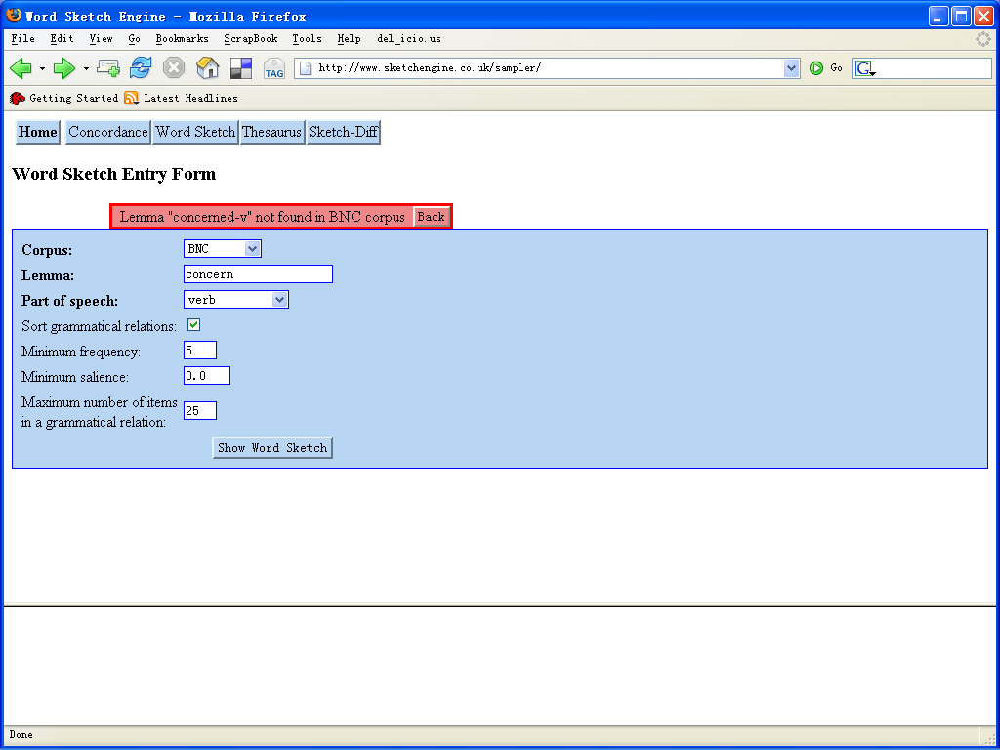 Word Sketch Engine - Mozilla Firefox
File Edit View Go Bookmarks ScrapBook Tools Help del_icio.us
TAG http://www.sketchengine.co.uk/sampler/ Go G
Getting Started Latest Headlines
Home Concordance Word Sketch Thesaurus Sketch-Diff
Word Sketch Entry Form
Lemma "concerned-v" not found in BNC corpus Back
Corpus: BNC
Lemma: concern
Part of speech: verb
Sort grammatical relations:
Minimum frequency: 5
Minimum salience: 0.0
Maximum number of items
in a grammatical relation: 25
Show Word Sketch
Done